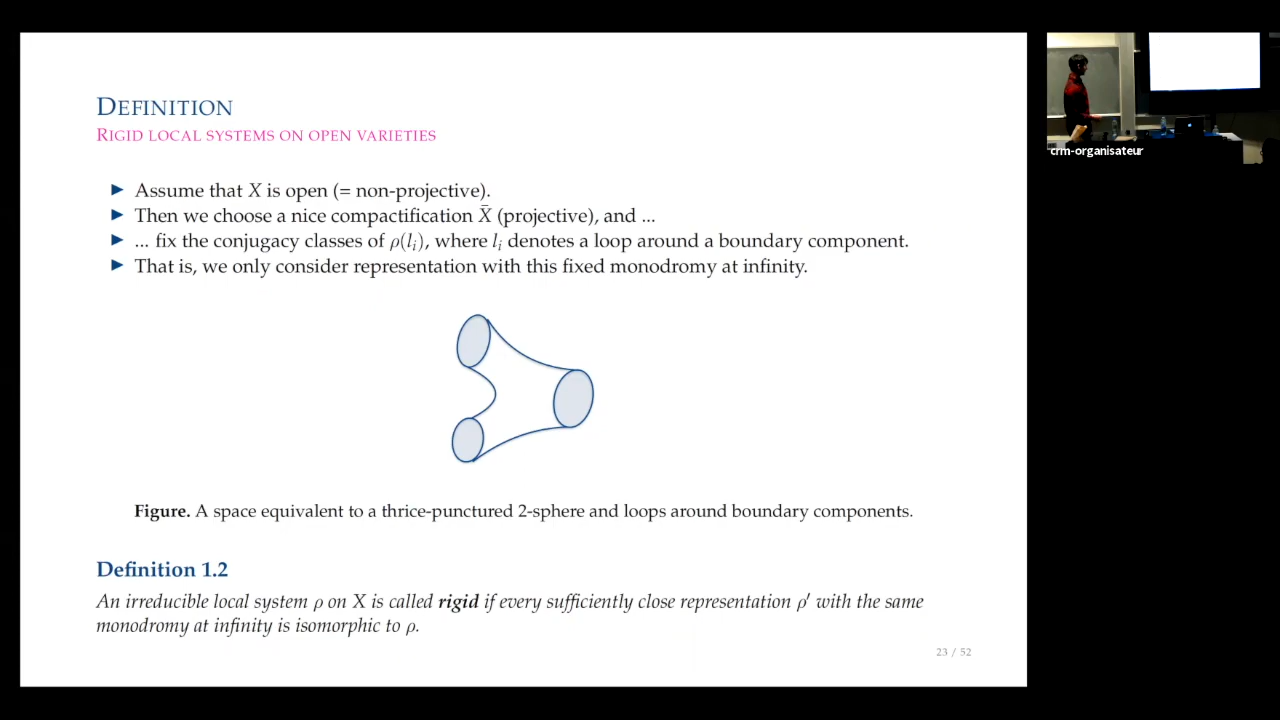 DEFINITION
RIGID LOCAL SYSTEMS ON OPEN VARIETIES
▶ Assume that X is open (= non-projective).
▶ Then we choose a nice compactification X̄ (projective), and ...
▶ ... fix the conjugacy classes of ρ(lᵢ), where lᵢ denotes a loop around a boundary component.
▶ That is, we only consider representation with this fixed monodromy at infinity.
Figure. A space equivalent to a thrice-punctured 2-sphere and loops around boundary components.
Definition 1.2
An irreducible local system ρ on X is called rigid if every sufficiently close representation ρ′ with the same
monodromy at infinity is isomorphic to ρ.
23 / 52
crm-organisateur